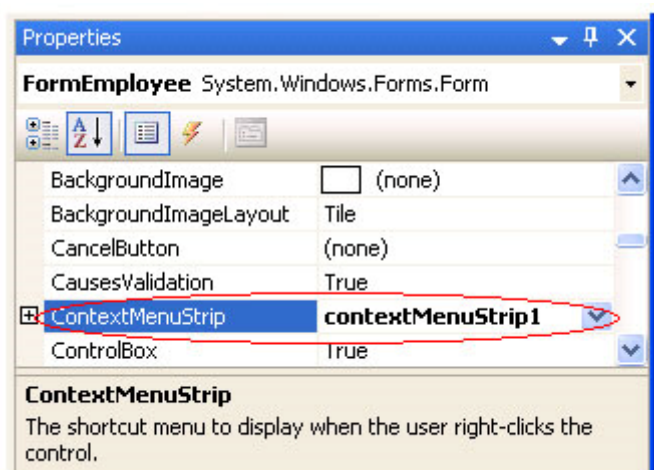 Properties
FormEmployee System.Windows.Forms.Form
A
Z
BackgroundImage (none)
BackgroundImageLayout Tile
CancelButton (none)
CausesValidation True
ContextMenuStrip contextMenuStrip1
ControlBox True
ContextMenuStrip
The shortcut menu to display when the user right-clicks the
control.